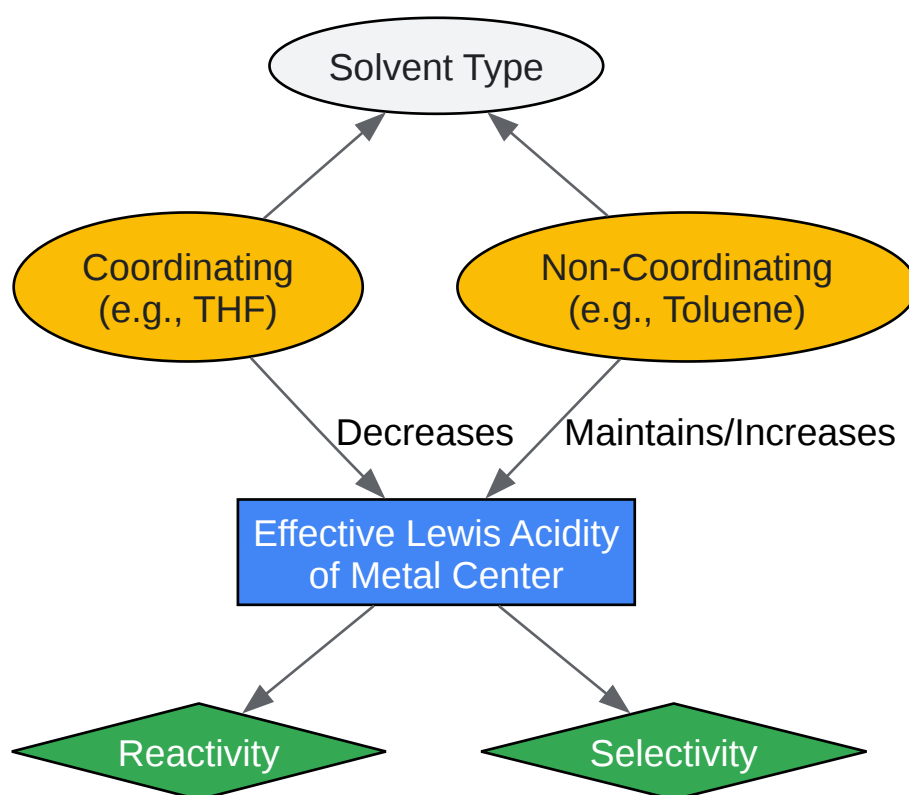 Solvent Type
Coordinating
(e.g., THF)
Non-Coordinating
(e.g., Toluene)
Decreases
Maintains/Increases
Effective Lewis Acidity
of Metal Center
Reactivity
Selectivity